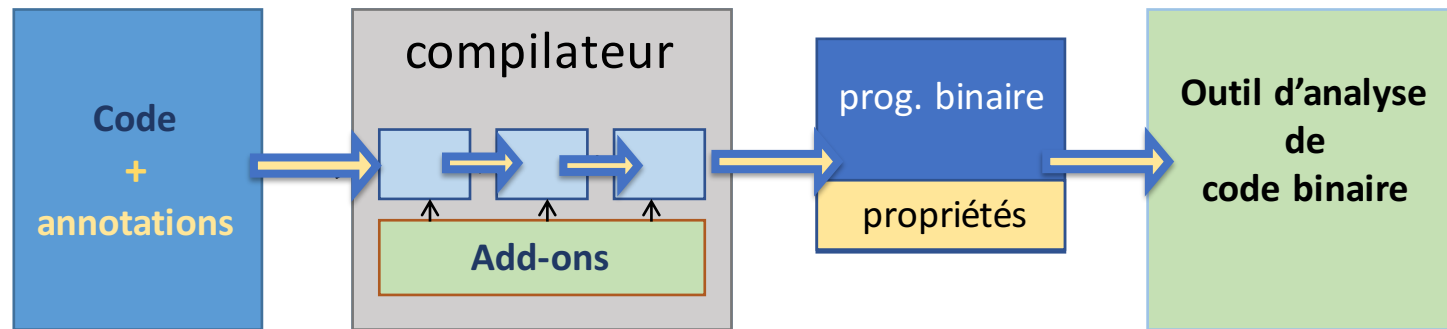 Code
+
annotations
compilateur
Add-ons
prog. binaire
propriétés
Outil d’analyse
de
code binaire